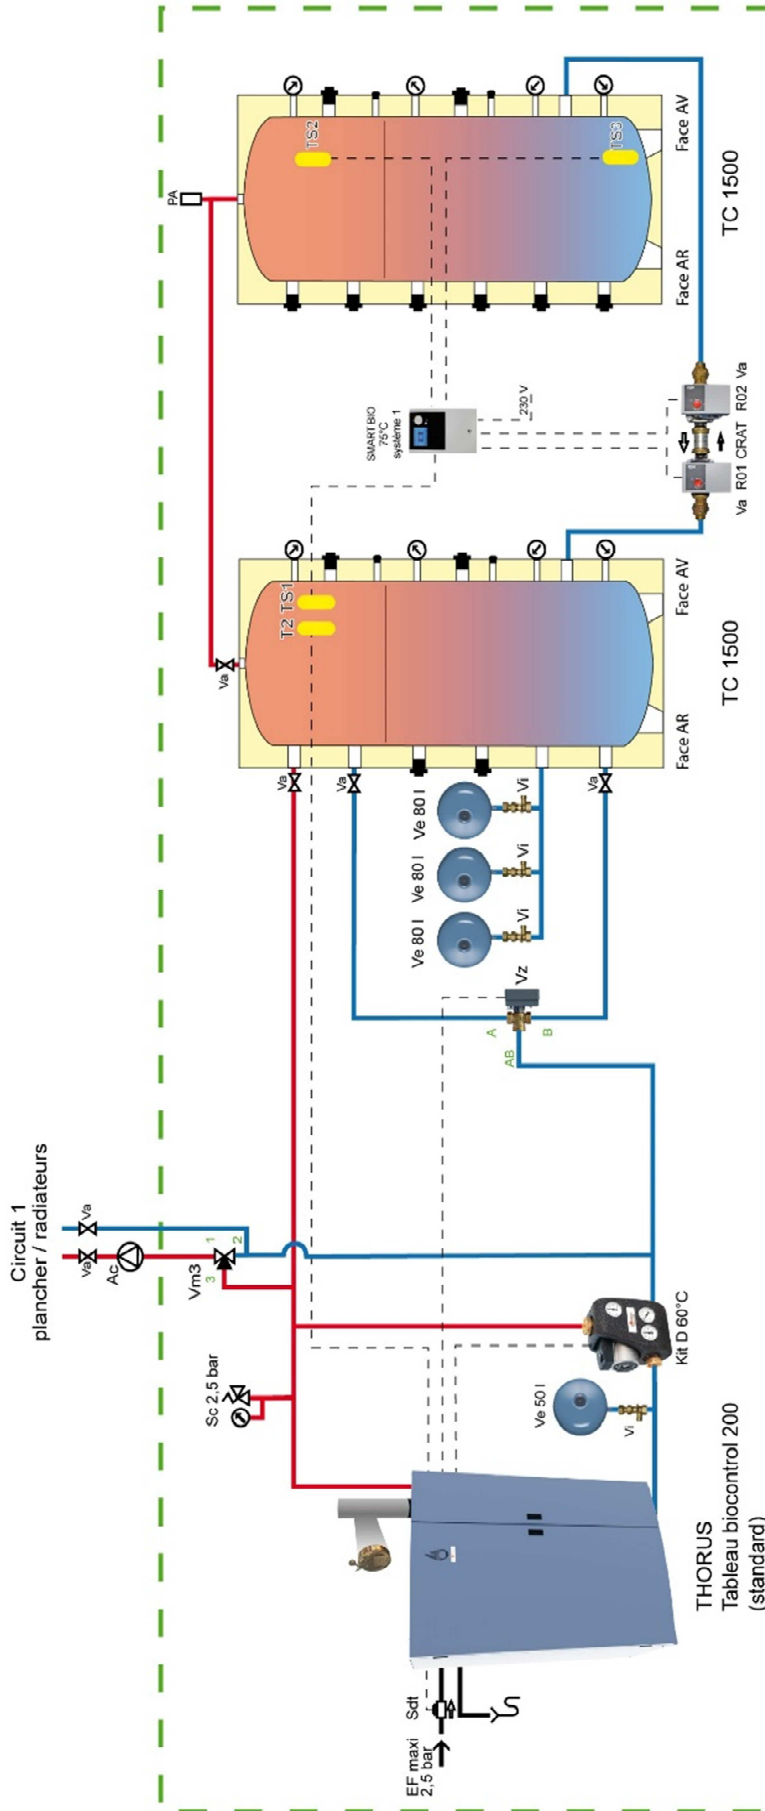 Circuit 1
plancher / radiateurs
Va
Va
Ac
Vm3
1
2
3
Sc 2,5 bar
EF maxi
2,5 bar
Sdt
THORUS
Tableau biocontrol 200
(standard)
Ve 50 l
Vi
Kit D 60°C
AB
A
B
Vz
Ve 80 l
Ve 80 l
Ve 80 l
Vi
Vi
Vi
Va
Va
Va
Va
T2 TS1
Face AR
Face AV
TC 1500
SMART BIO
75°C
système 1
230 V
Va R01 CRAT R02 Va
PA
TS2
TS3
Face AR
Face AV
TC 1500